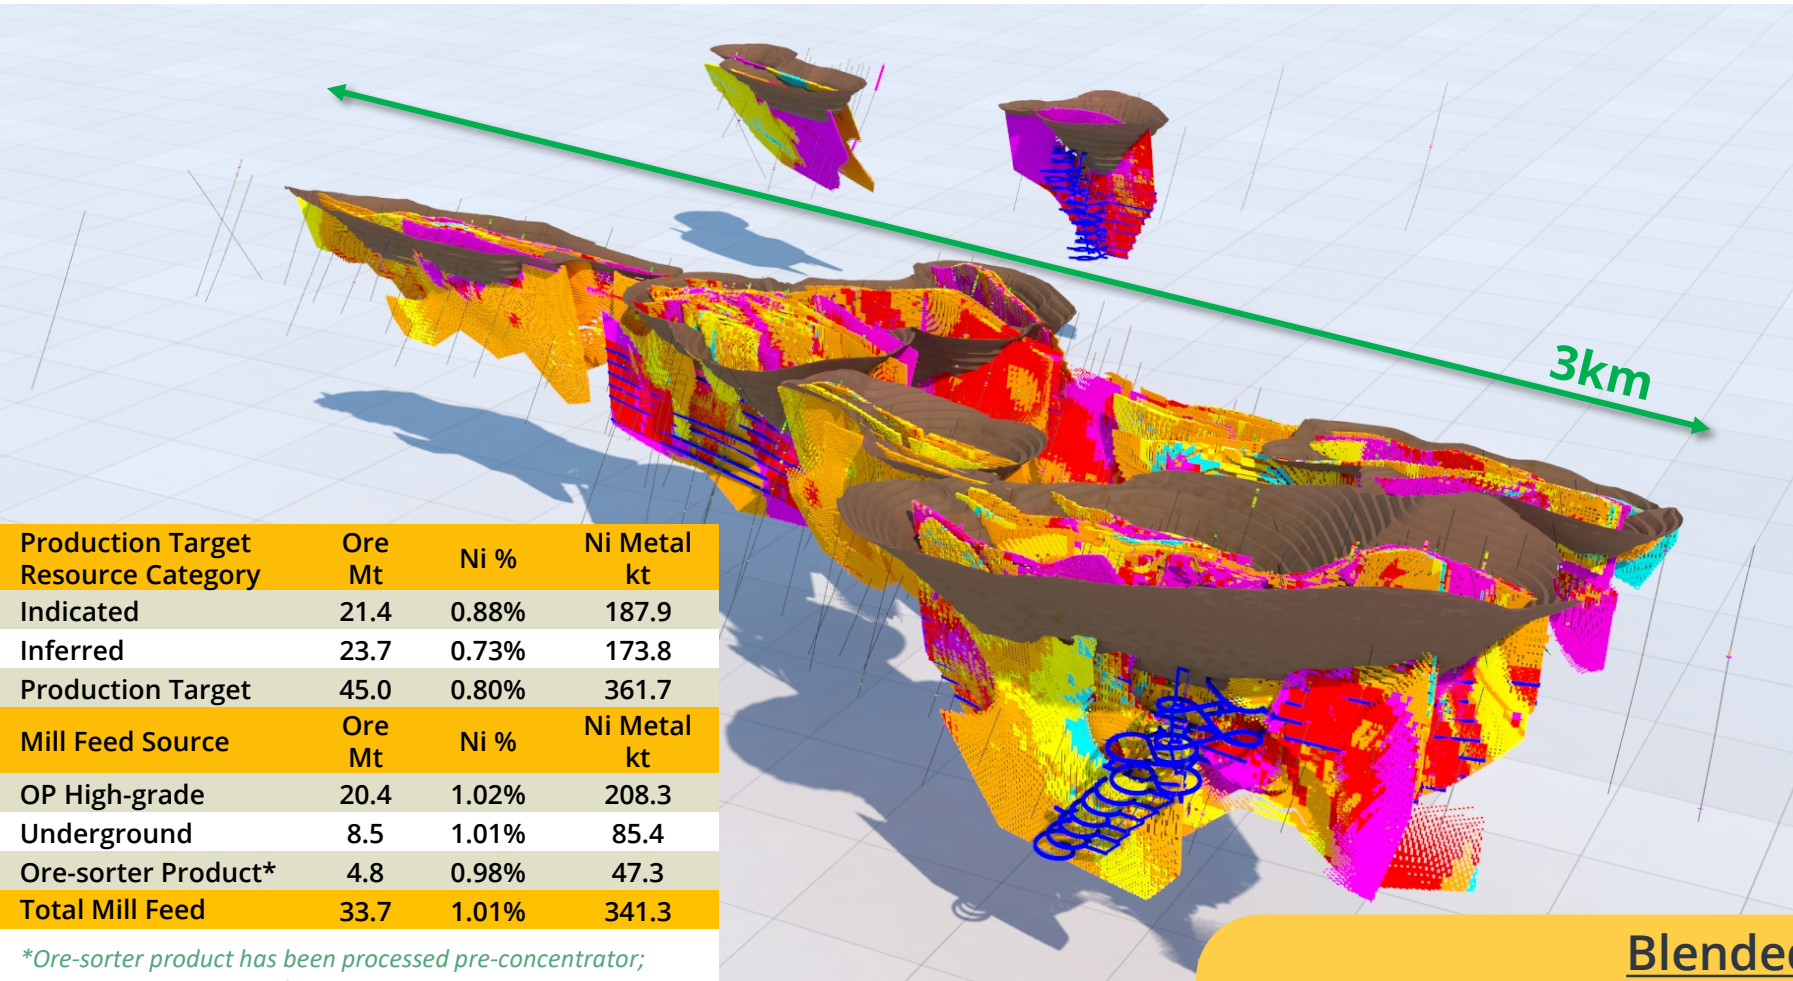 3km
Production Target Resource Category Ore Mt Ni % Ni Metal kt
Indicated 21.4 0.88% 187.9
Inferred 23.7 0.73% 173.8
Production Target 45.0 0.80% 361.7
Mill Feed Source Ore Mt Ni % Ni Metal kt
OP High-grade 20.4 1.02% 208.3
Underground 8.5 1.01% 85.4
Ore-sorter Product* 4.8 0.98% 47.3
Total Mill Feed 33.7 1.01% 341.3
*Ore-sorter product has been processed pre-concentrator;